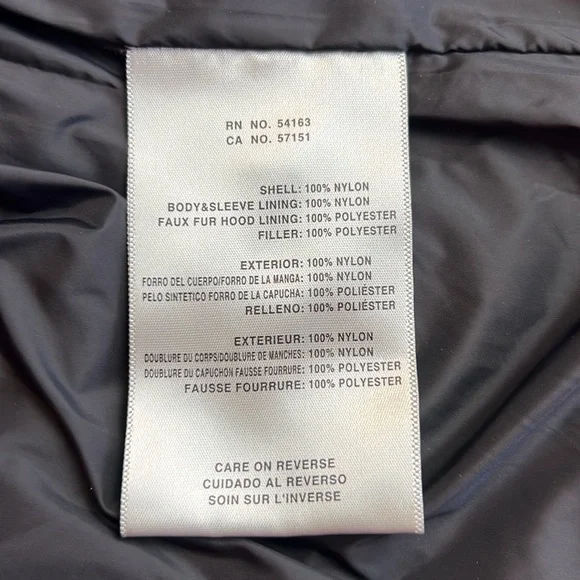 RN NO. 54163
CA NO. 57151
SHELL: 100% NYLON
BODY&SLEEVE LINING: 100% NYLON
FAUX FUR HOOD LINING: 100% POLYESTER
FILLER: 100% POLYESTER
EXTERIOR: 100% NYLON
FORRO DEL CUERPO/FORRO DE LA MANGA: 100% NYLON
PELO SINTETICO FORRO DE LA CAPUCHA: 100% POLIÉSTER
RELLENO: 100% POLIÉSTER
EXTERIEUR: 100% NYLON
DOUBLURE DU CORPS/DOUBLURE DE MANCHES: 100% NYLON
DOUBLURE DU CAPUCHON FAUSSE FOURRURE: 100% POLYESTER
FAUSSE FOURRURE: 100% POLYESTER
CARE ON REVERSE
CUIDADO AL REVERSO
SOIN SUR L'INVERSE